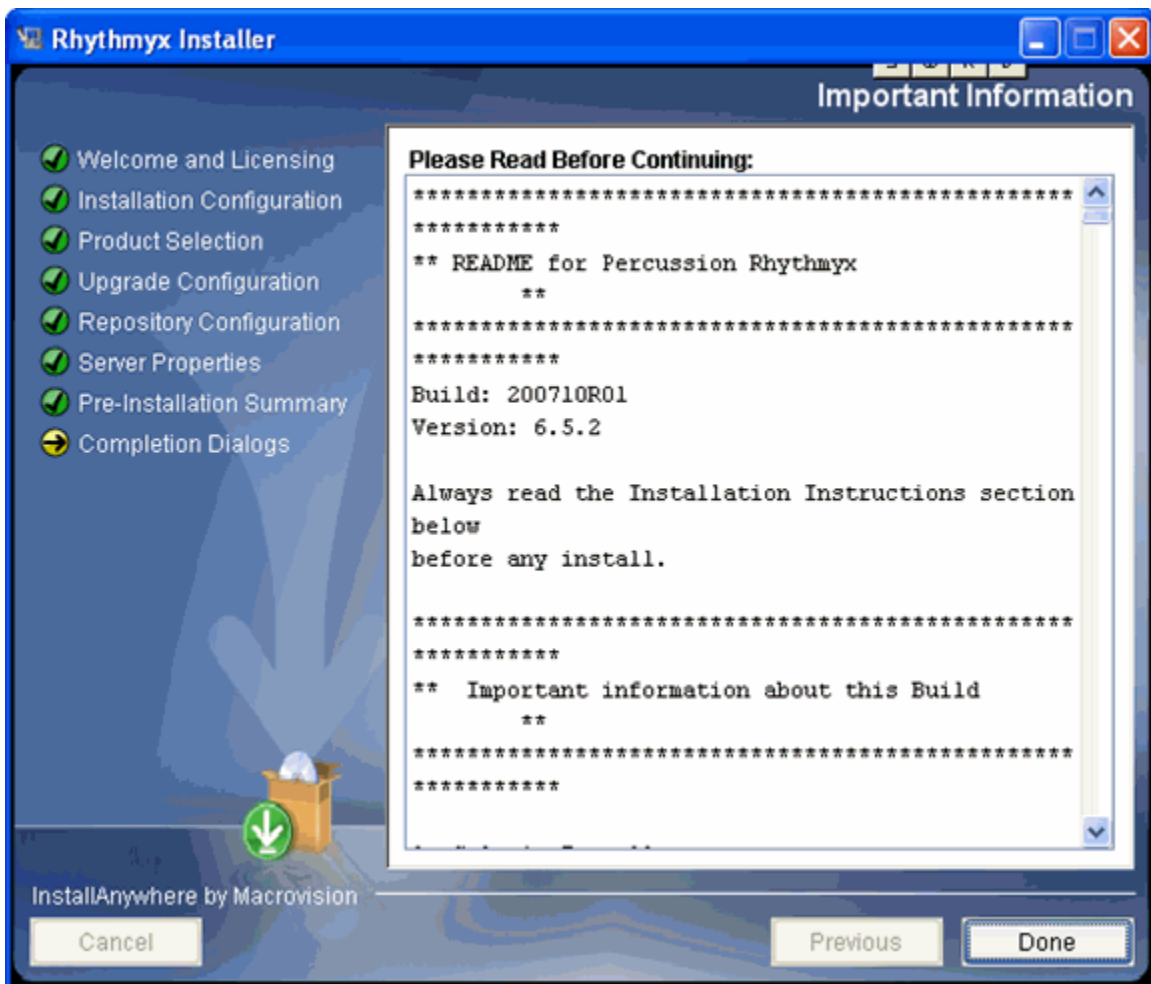 Rhythmyx Installer
Important Information
Welcome and Licensing
Installation Configuration
Product Selection
Upgrade Configuration
Repository Configuration
Server Properties
Pre-Installation Summary
Completion Dialogs
Please Read Before Continuing:
*************************************************
***********
** README for Percussion Rhythmyx
**
*************************************************
***********
Build: 200710R01
Version: 6.5.2
Always read the Installation Instructions section
below
before any install.
*************************************************
***********
** Important information about this Build
**
*************************************************
***********
InstallAnywhere by Macrovision
Cancel
Previous
Done